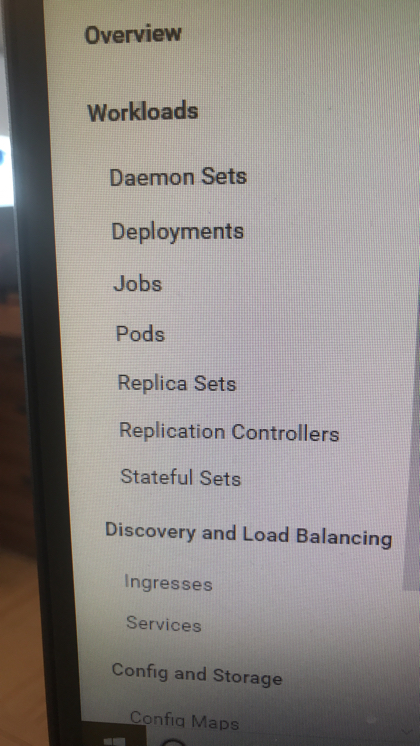 Overview
Workloads
Daemon Sets
Deployments
Jobs
Pods
Replica Sets
Replication Controllers
Stateful Sets
Discovery and Load Balancing
Ingresses
Services
Config and Storage
Config Maps